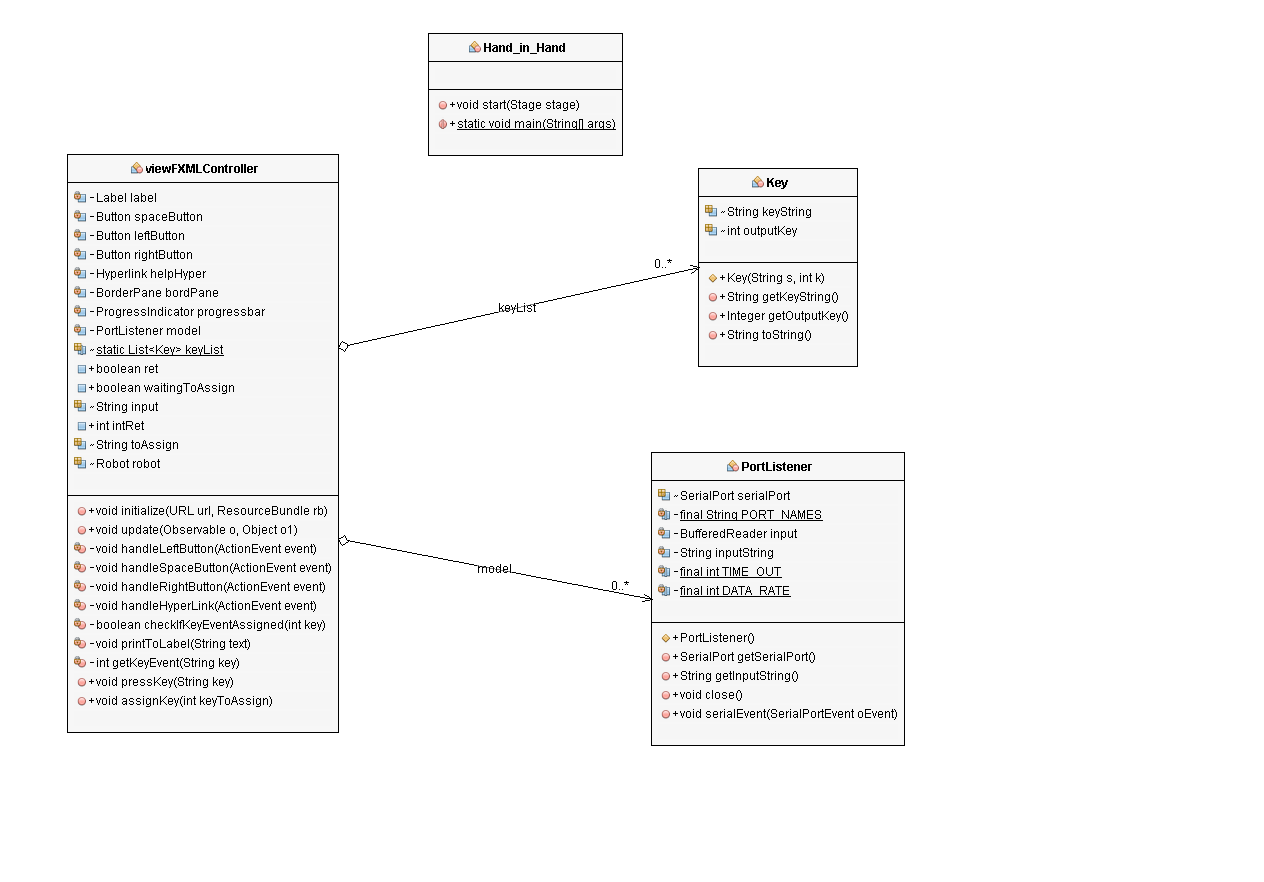 Hand_in_Hand
+void start(Stage stage)
+static void main(String[] args)
viewFXMLController
-Label label
-Button spaceButton
-Button leftButton
-Button rightButton
-Hyperlink helpHyper
-BorderPane bordPane
-ProgressIndicator progressbar
-PortListener model
~static List<Key> keyList
+boolean ret
+boolean waitingToAssign
~String input
+int intRet
~String toAssign
~Robot robot
+void initialize(URL url, ResourceBundle rb)
+void update(Observable o, Object o1)
-void handleLeftButton(ActionEvent event)
-void handleSpaceButton(ActionEvent event)
-void handleRightButton(ActionEvent event)
-void handleHyperLink(ActionEvent event)
-boolean checkIfKeyEventAssigned(int key)
-void printToLabel(String text)
-int getKeyEvent(String key)
+void pressKey(String key)
+void assignKey(int keyToAssign)
keyList
0..*
Key
~String keyString
~int outputKey
+Key(String s, int k)
+String getKeyString()
+Integer getOutputKey()
+String toString()
model
0..*
PortListener
~SerialPort serialPort
-final String PORT_NAMES
-BufferedReader input
-String inputString
-final int TIME_OUT
-final int DATA_RATE
+PortListener()
+SerialPort getSerialPort()
+String getInputString()
+void close()
+void serialEvent(SerialPortEvent oEvent)